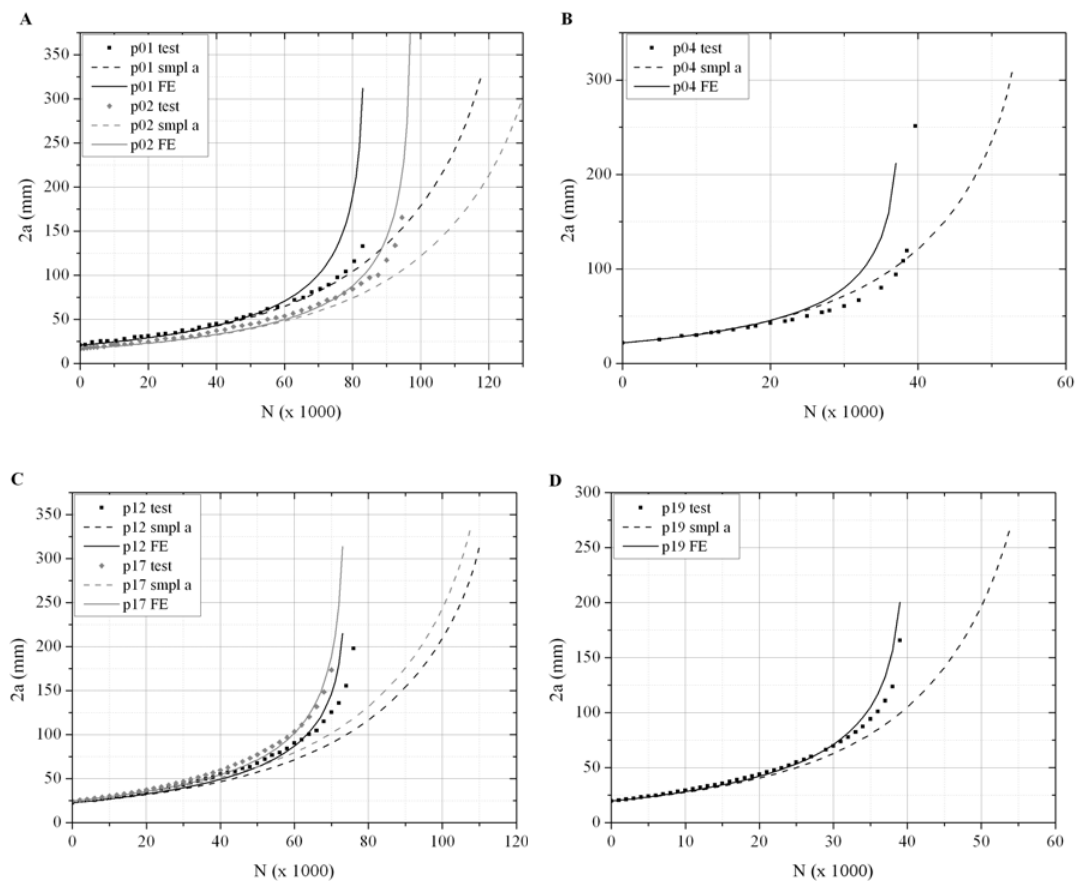 A
p01 test
p01 smpl a
p01 FE
p02 test
p02 smpl a
p02 FE
350
300
250
200
150
100
50
0
2a (mm)
0 20 40 60 80 100 120
N (x 1000)
B
p04 test
p04 smpl a
p04 FE
300
200
100
0
2a (mm)
0 20 40 60
N (x 1000)
C
p12 test
p12 smpl a
p12 FE
p17 test
p17 smpl a
p17 FE
350
300
250
200
150
100
50
0
2a (mm)
0 20 40 60 80 100 120
N (x 1000)
D
p19 test
p19 smpl a
p19 FE
300
250
200
150
100
50
0
2a (mm)
0 10 20 30 40 50 60
N (x 1000)